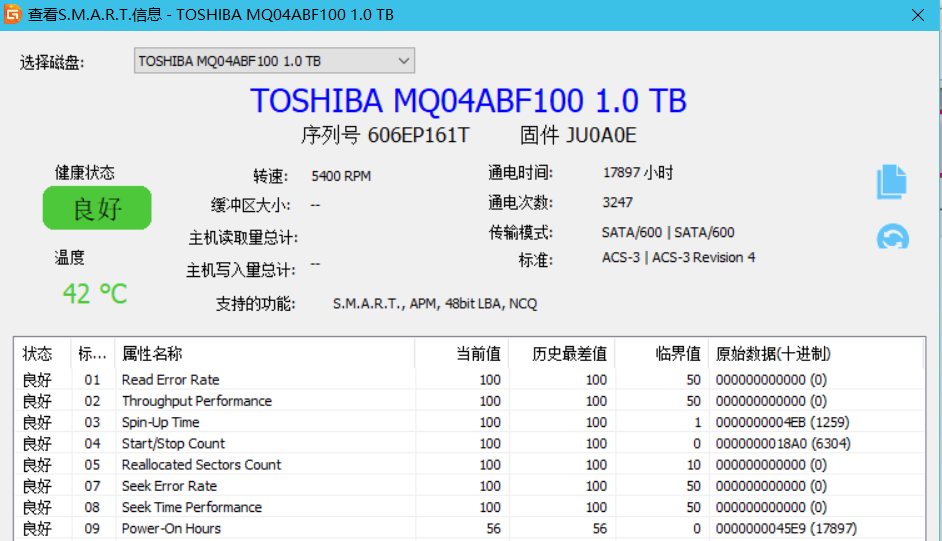 查看S.M.A.R.T.信息 - TOSHIBA MQ04ABF100 1.0 TB
选择磁盘: TOSHIBA MQ04ABF100 1.0 TB
TOSHIBA MQ04ABF100 1.0 TB
序列号 606EP161T 固件 JU0A0E
健康状态
良好
温度
42 °C
转速: 5400 RPM
缓冲区大小: --
主机读取量总计:
主机写入量总计: --
支持的功能: S.M.A.R.T., APM, 48bit LBA, NCQ
通电时间: 17897 小时
通电次数: 3247
传输模式: SATA/600 | SATA/600
标准: ACS-3 | ACS-3 Revision 4
状态 标... 属性名称 当前值 历史最差值 临界值 原始数据(十进制)
良好 01 Read Error Rate 100 100 50 000000000000 (0)
良好 02 Throughput Performance 100 100 50 000000000000 (0)
良好 03 Spin-Up Time 100 100 1 0000000004EB (1259)
良好 04 Start/Stop Count 100 100 0 0000000018A0 (6304)
良好 05 Reallocated Sectors Count 100 100 10 000000000000 (0)
良好 07 Seek Error Rate 100 100 50 000000000000 (0)
良好 08 Seek Time Performance 100 100 50 000000000000 (0)
良好 09 Power-On Hours 56 56 0 0000000045E9 (17897)